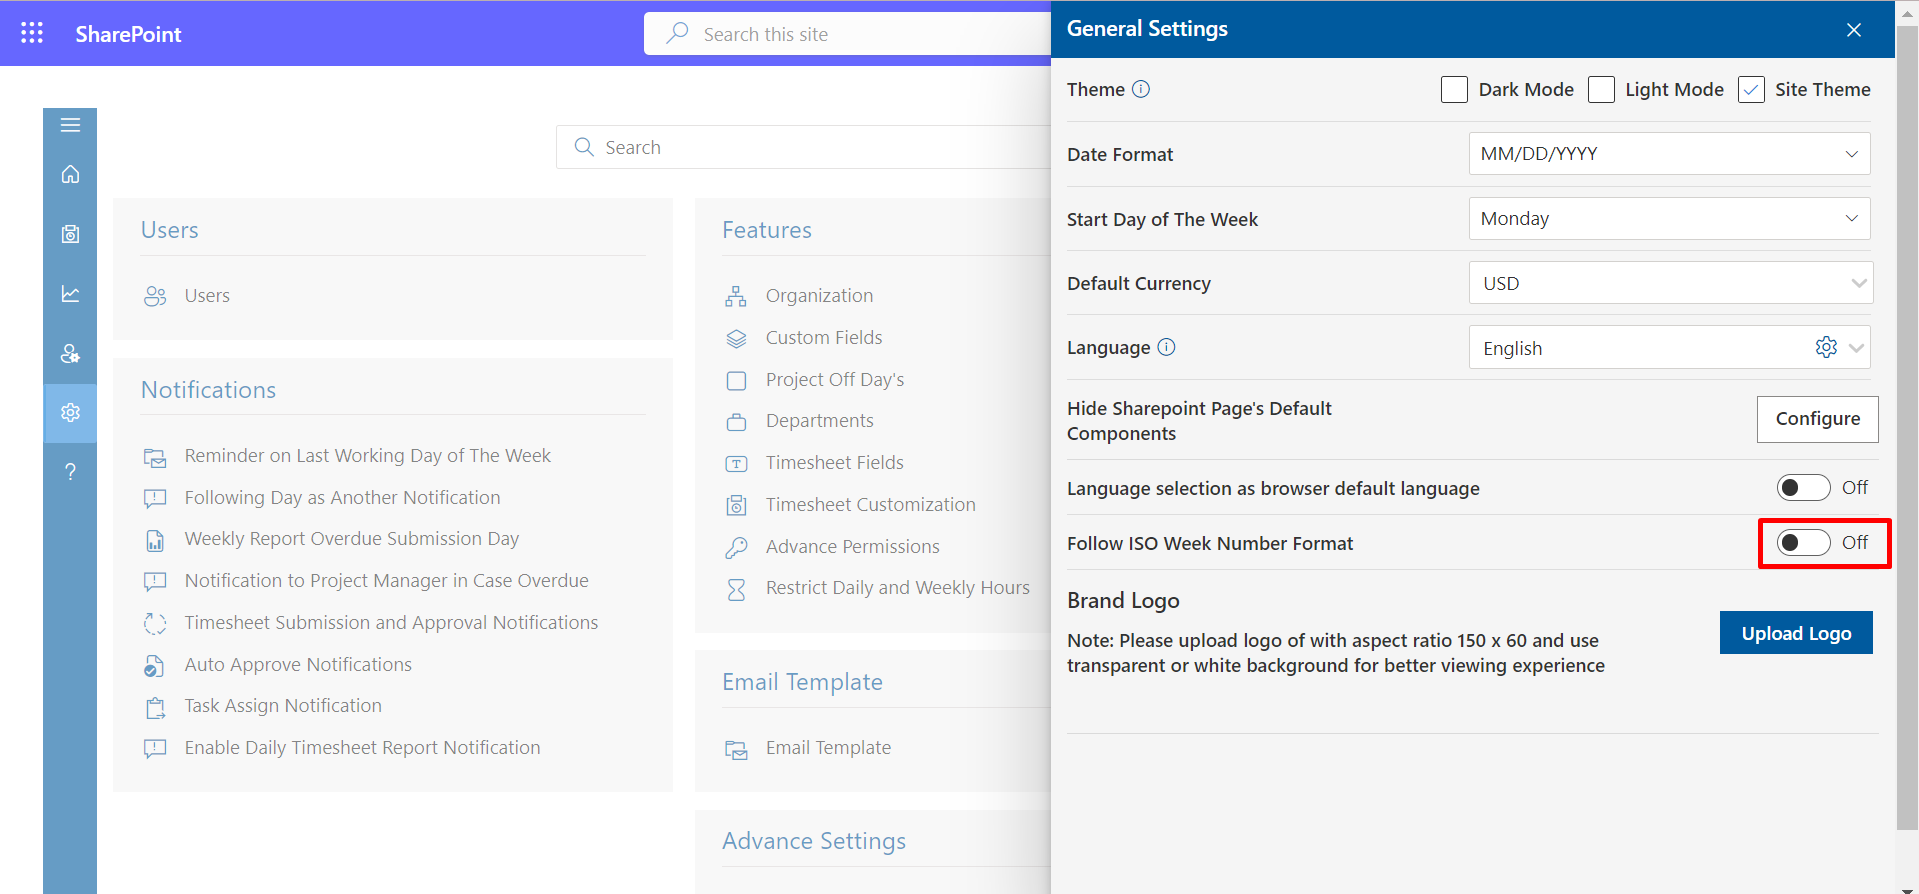 SharePoint
Search this site
Search
Users
Users
Notifications
Reminder on Last Working Day of The Week
Following Day as Another Notification
Weekly Report Overdue Submission Day
Notification to Project Manager in Case Overdue
Timesheet Submission and Approval Notifications
Auto Approve Notifications
Task Assign Notification
Enable Daily Timesheet Report Notification
Features
Organization
Custom Fields
Project Off Day's
Departments
Timesheet Fields
Timesheet Customization
Advance Permissions
Restrict Daily and Weekly Hours
Email Template
Email Template
Advance Settings
General Settings
Theme Dark Mode Light Mode Site Theme
Date Format MM/DD/YYYY
Start Day of The Week Monday
Default Currency USD
Language English
Hide Sharepoint Page's Default
Components
Configure
Language selection as browser default language Off
Follow ISO Week Number Format Off
Brand Logo
Note: Please upload logo of with aspect ratio 150 x 60 and use
transparent or white background for better viewing experience
Upload Logo